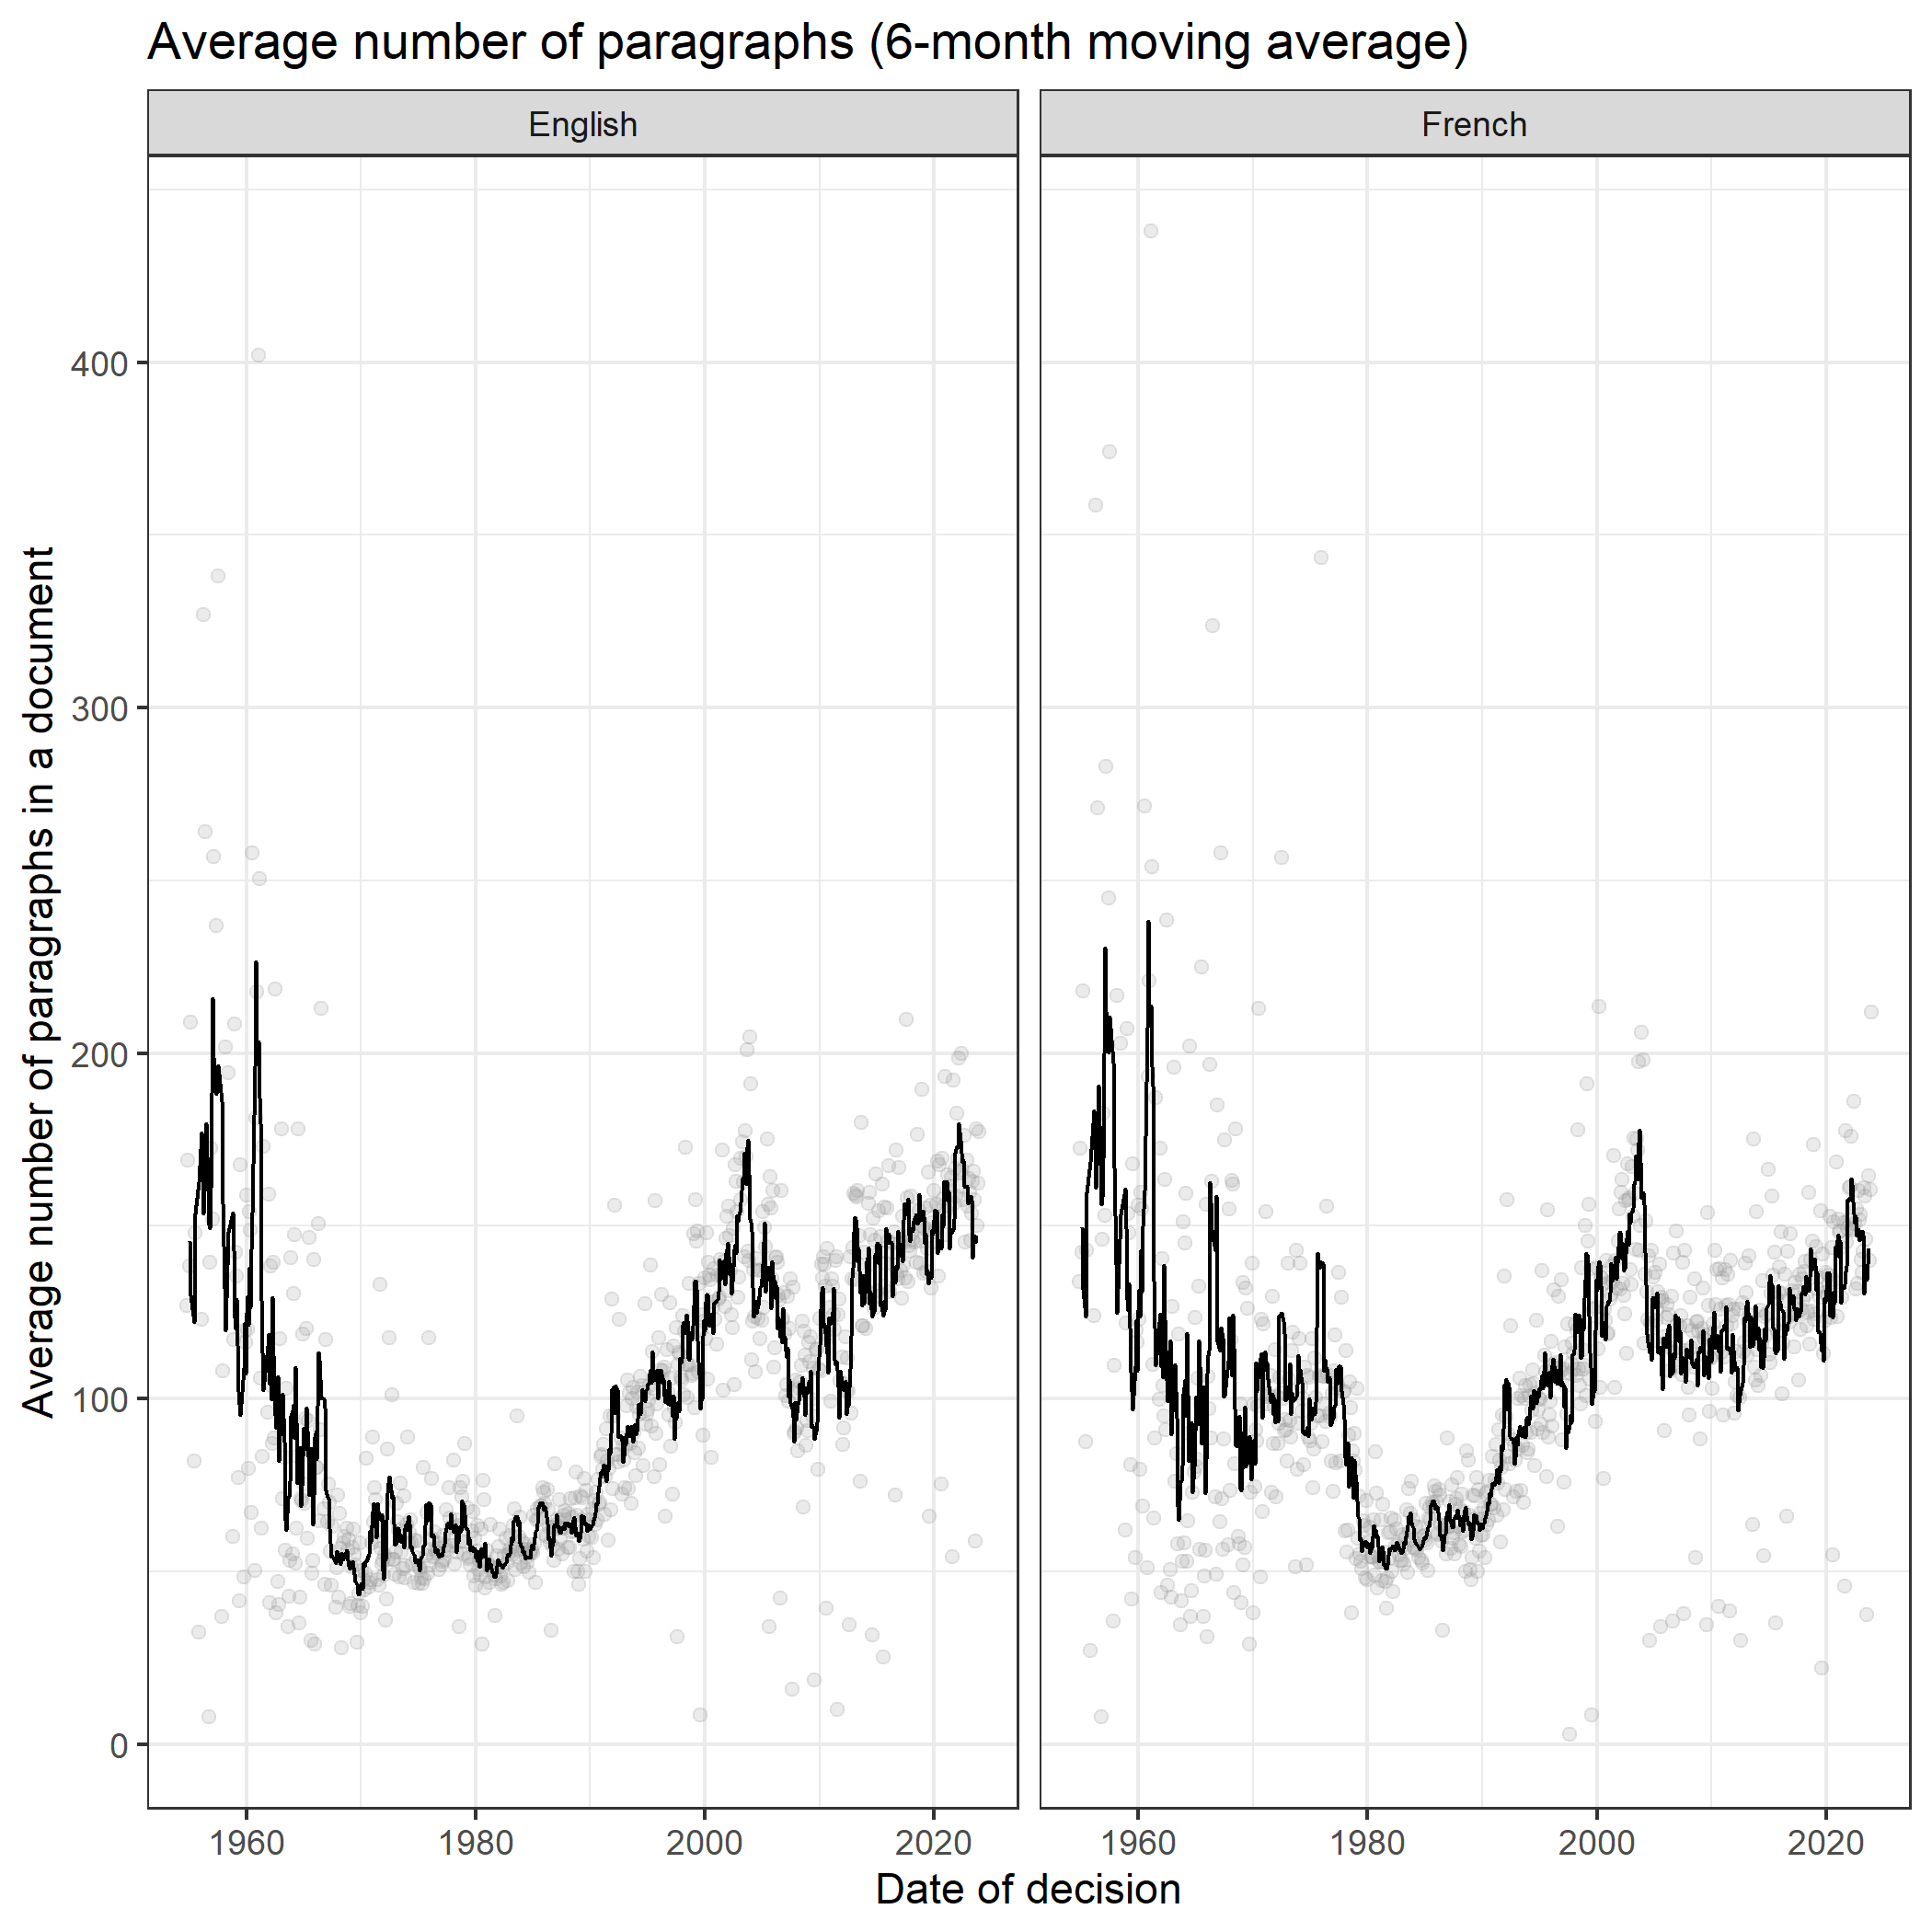 Average number of paragraphs (6-month moving average)
English
French
Average number of paragraphs in a document
400
300
200
100
0
1960
1980
2000
2020
1960
1980
2000
2020
Date of decision